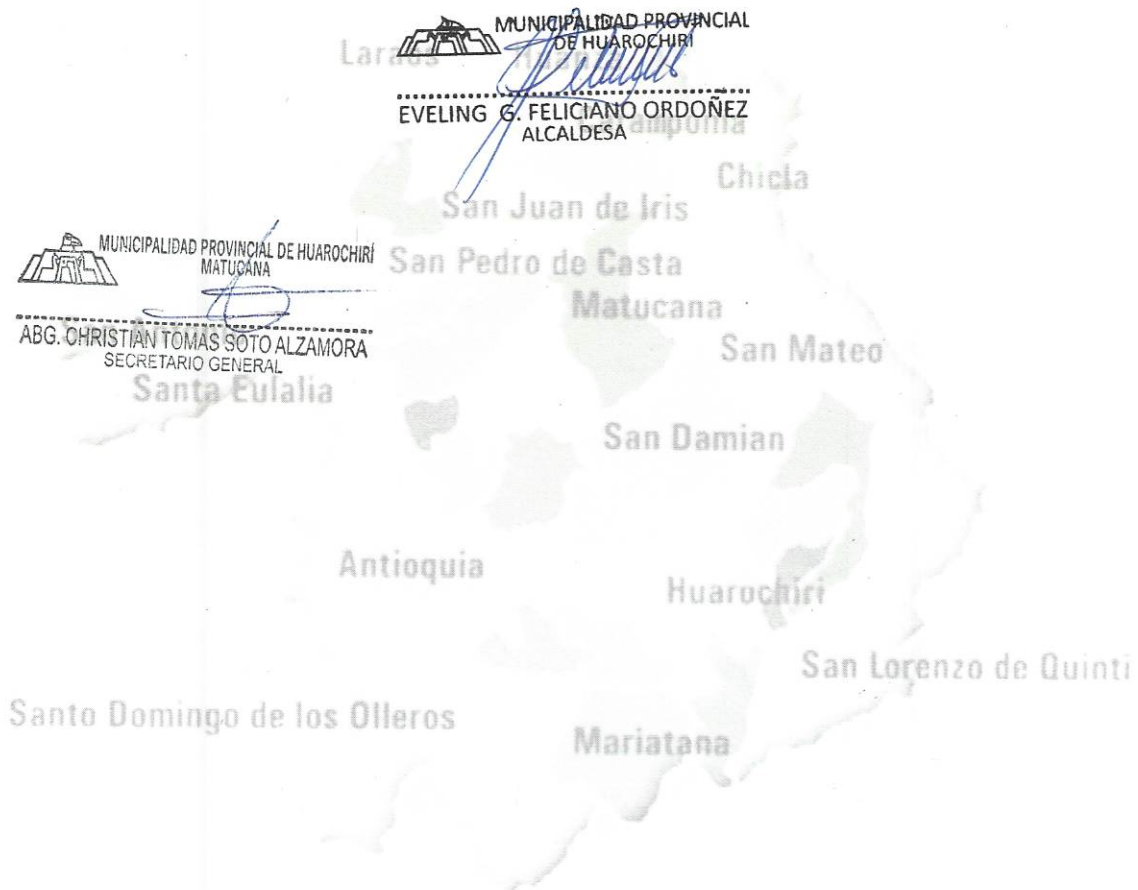 MUNICIPALIDAD PROVINCIAL
DE HUAROCHIRÍ
Laraos
EVELING G. FELICIANO ORDOÑEZ
ALCALDESA
Chicla
San Juan de Iris
MUNICIPALIDAD PROVINCIAL DE HUAROCHIRÍ
MATUCANA
San Pedro de Casta
Matucana
ABG. CHRISTIAN TOMAS SOTO ALZAMORA
SECRETARIO GENERAL
San Mateo
Santa Eulalia
San Damian
Antioquia
Huarochiri
San Lorenzo de Quinti
Santo Domingo de los Olleros
Mariatana